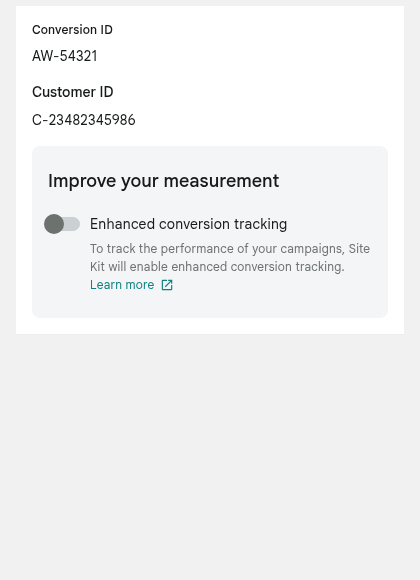 Conversion ID
AW-54321
Customer ID
C-23482345986
Improve your measurement
Enhanced conversion tracking
To track the performance of your campaigns, Site
Kit will enable enhanced conversion tracking.
Learn more